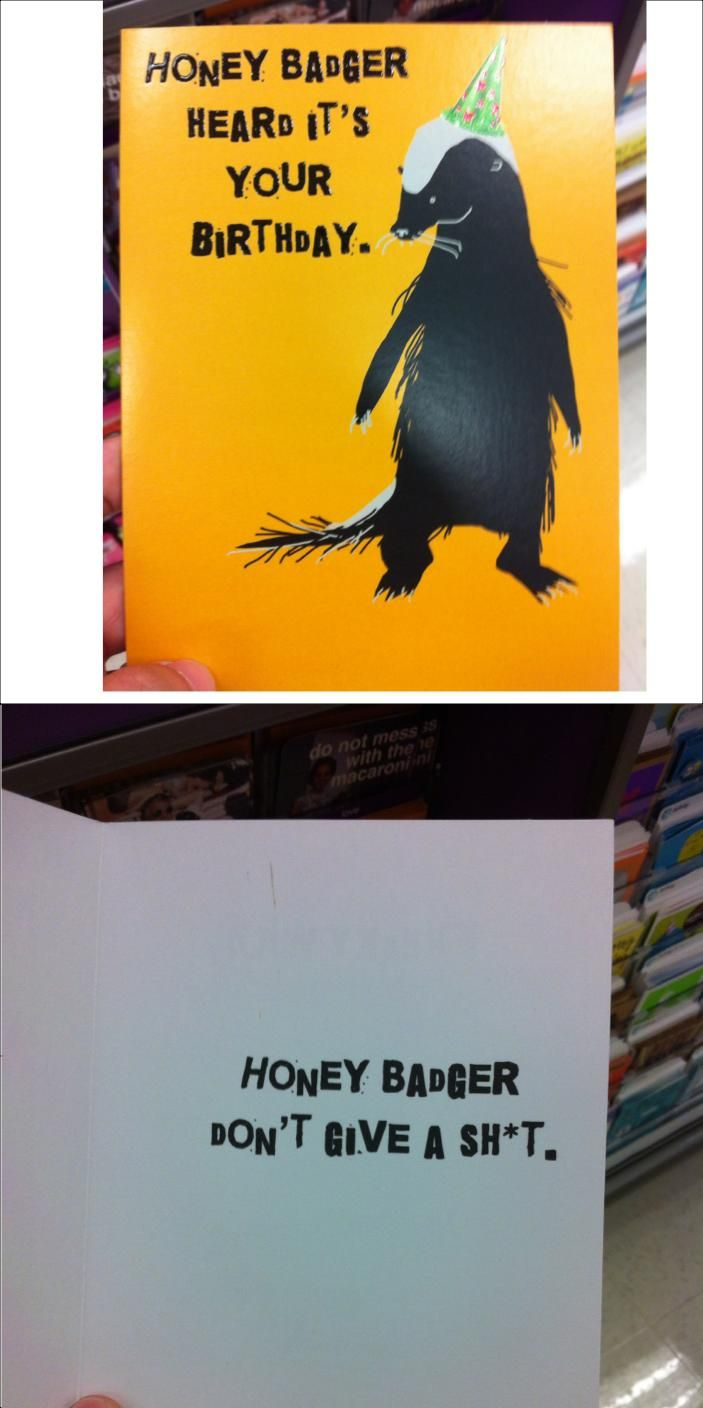 HONEY BADGER
HEARD IT'S
YOUR
BIRTHDAY.
do not mess
with the
macaroni
HONEY BADGER
DON'T GIVE A SH*T.